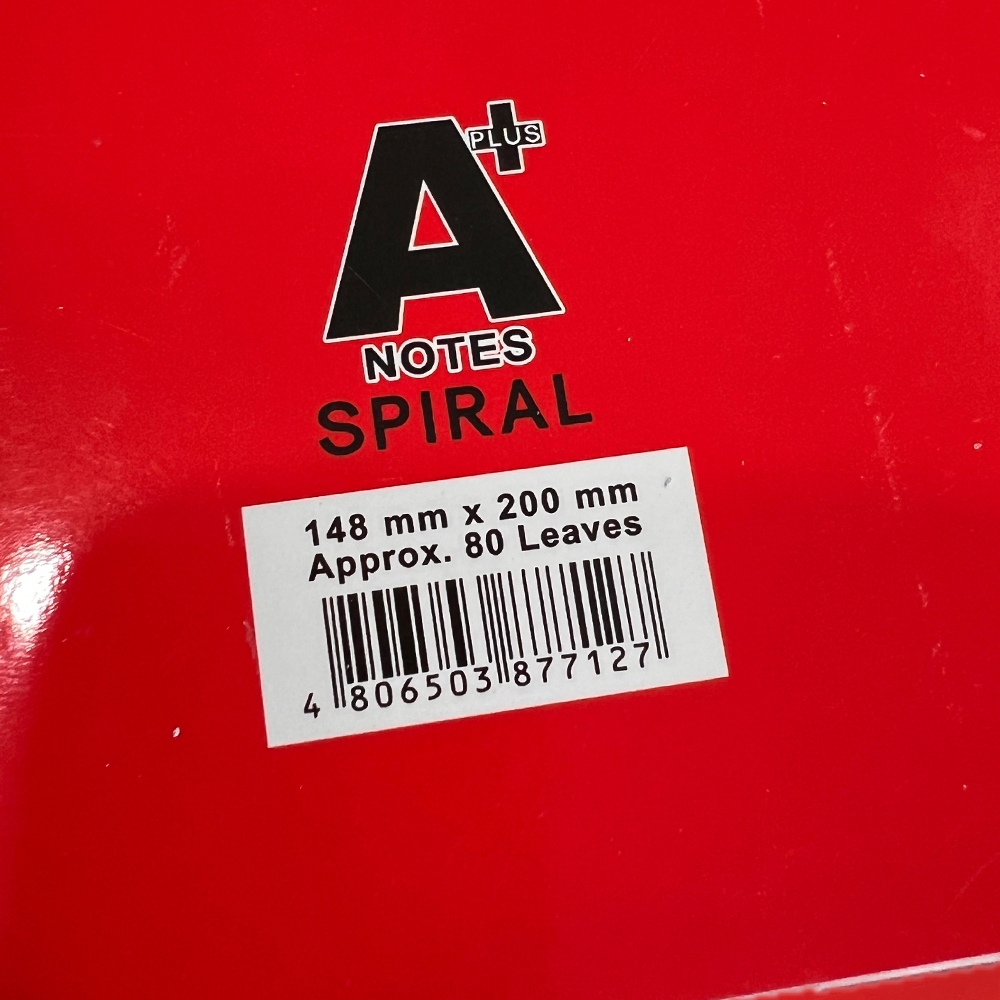 A
PLUS
NOTES
SPIRAL
148 mm x 200 mm
Approx. 80 Leaves
4 806503 877127